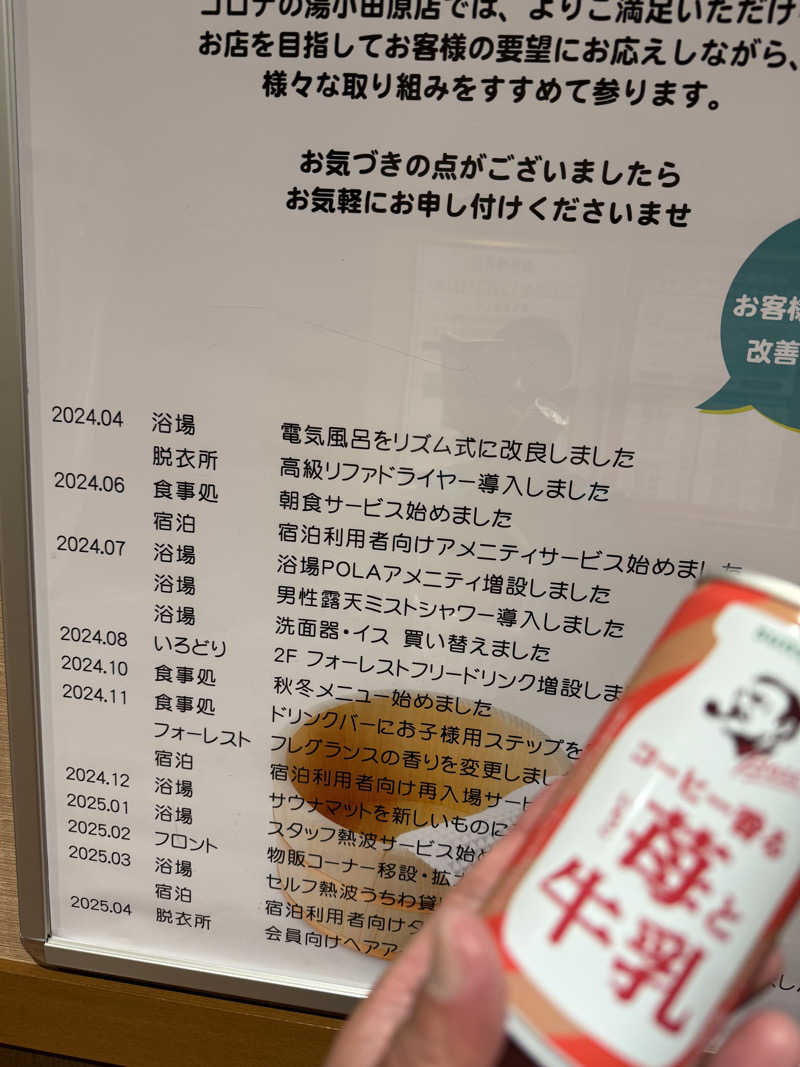 コロナの湯小田原店では、よりご満足いただけ
お店を目指してお客様の要望にお応えしながら、
様々な取り組みをすすめて参ります。
お気づきの点がございましたら
お気軽にお申し付けくださいませ
お客様
改善
2024.04 浴場 電気風呂をリズム式に改良しました
脱衣所 高級リファドライヤー導入しました
2024.06 食事処 朝食サービス始めました
宿泊 宿泊利用者向けアメニティサービス始めました
2024.07 浴場 浴場POLAアメニティ増設しました
浴場 男性露天ミストシャワー導入しました
浴場 洗面器・イス 買い替えました
2024.08 いろどり 2F フォーレストフリードリンク増設しま
2024.10 食事処 秋冬メニュー始めました
2024.11 食事処 ドリンクバーにお子様用ステップを
フォーレスト フレグランスの香りを変更しまし
宿泊 宿泊利用者向け再入場サー
2024.12 浴場 サウナマットを新しいものに
2025.01 浴場 スタッフ熱波サービス始
2025.02 フロント 物販コーナー移設・拡
2025.03 浴場 セルフ熱波うちわ貸
宿泊 宿泊利用者向け
2025.04 脱衣所 会員向けヘアア
コーヒー香る
苺と
牛乳